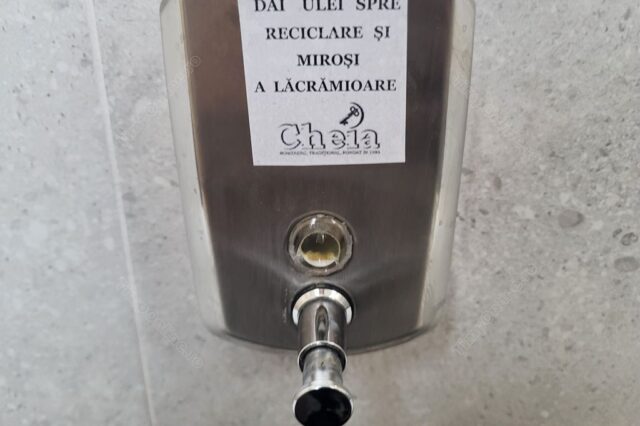 DAI ULEI SPRE
RECICLARE ȘI
MIROȘI
A LĂCRĂMIOARE
Cheia